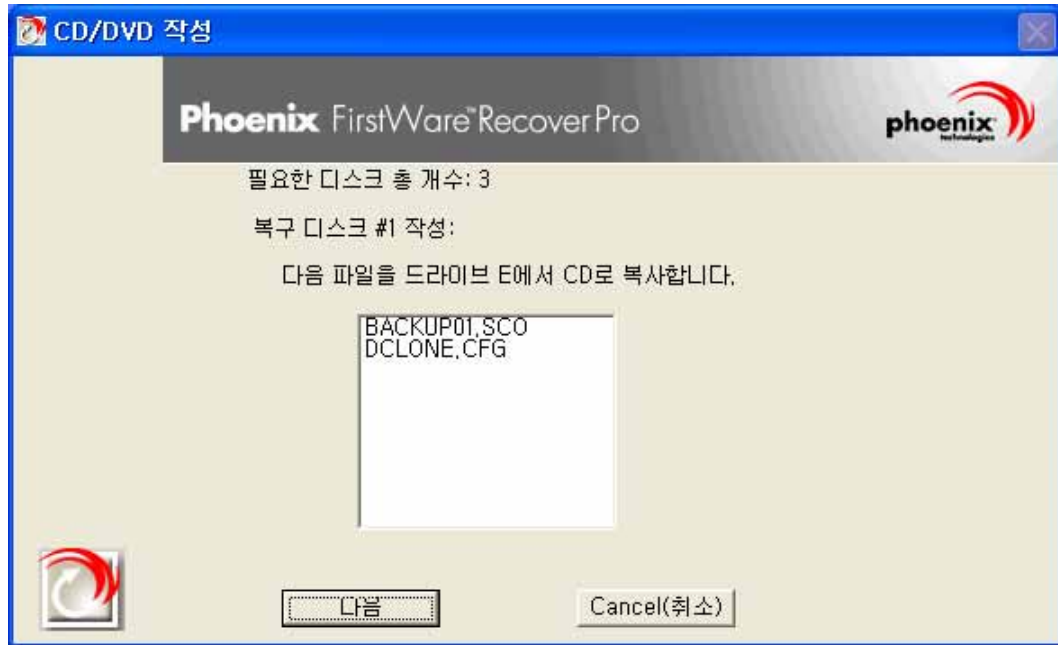 CD/DVD 작성
Phoenix FirstWare™ Recover Pro
phoenix
technologies
필요한 디스크 총 개수: 3
복구 디스크 #1 작성:
다음 파일을 드라이브 E에서 CD로 복사합니다.
BACKUP01.SCO
DCLONE.CFG
다음
Cancel(취소)